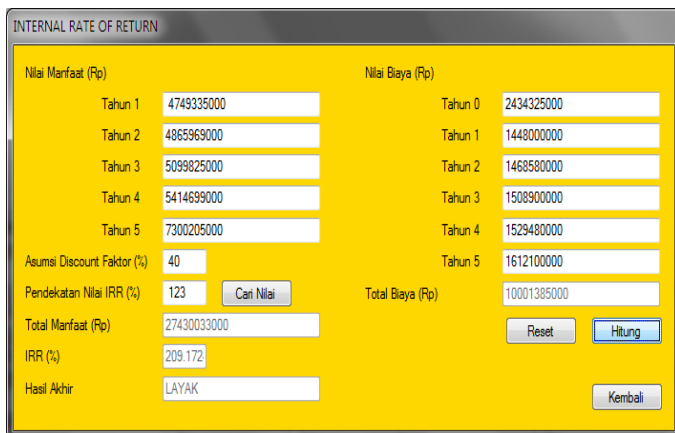 INTERNAL RATE OF RETURN
Nilai Manfaat (Rp)
Tahun 1 4749335000
Tahun 2 4865969000
Tahun 3 5099825000
Tahun 4 5414699000
Tahun 5 7300205000
Asumsi Discount Faktor (%) 40
Pendekatan Nilai IRR (%) 123 Cari Nilai
Total Manfaat (Rp) 27430033000
IRR (%) 209.172
Hasil Akhir LAYAK
Nilai Biaya (Rp)
Tahun 0 2434325000
Tahun 1 1448000000
Tahun 2 1468580000
Tahun 3 1508900000
Tahun 4 1529480000
Tahun 5 1612100000
Total Biaya (Rp) 10001385000
Reset Hitung
Kembali